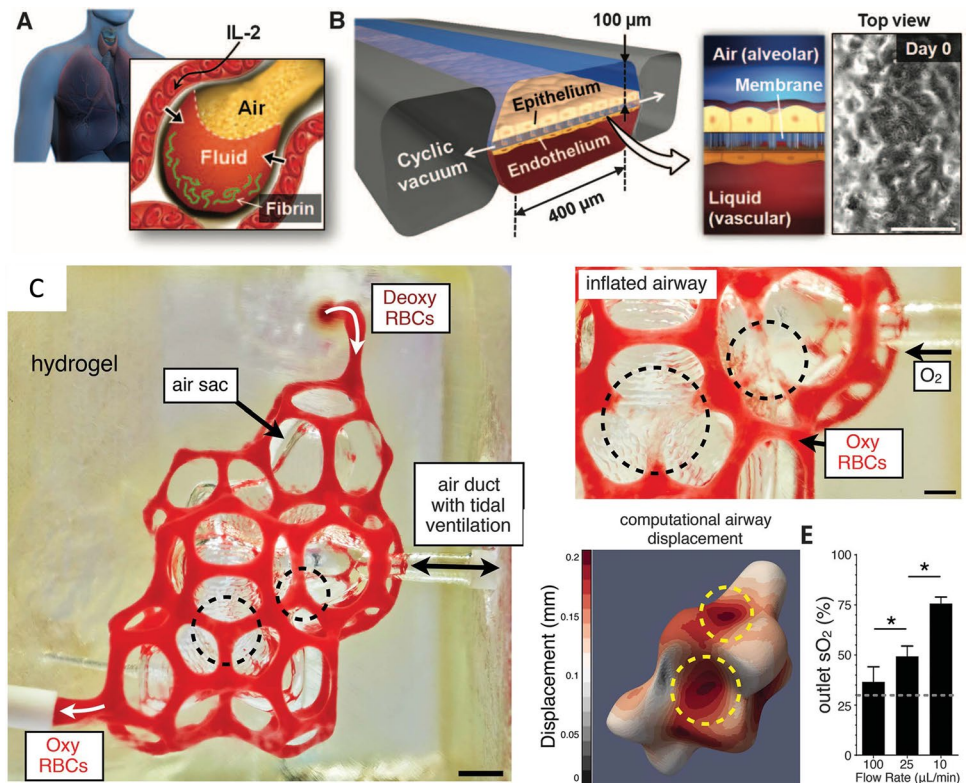 A
IL-2
Air
Fluid
Fibrin
B
100 µm
Epithelium
Endothelium
Cyclic
vacuum
400 µm
Air (alveolar)
Membrane
Liquid
(vascular)
Top view
Day 0
C
hydrogel
Deoxy
RBCs
air sac
air duct
with tidal
ventilation
Oxy
RBCs
inflated airway
O₂
Oxy
RBCs
computational airway
displacement
Displacement (mm)
0.2
0.15
0.1
0.05
0
E
outlet sO₂ (%)
100
75
50
25
0
*
*
100 25 10
Flow Rate (µL/min)